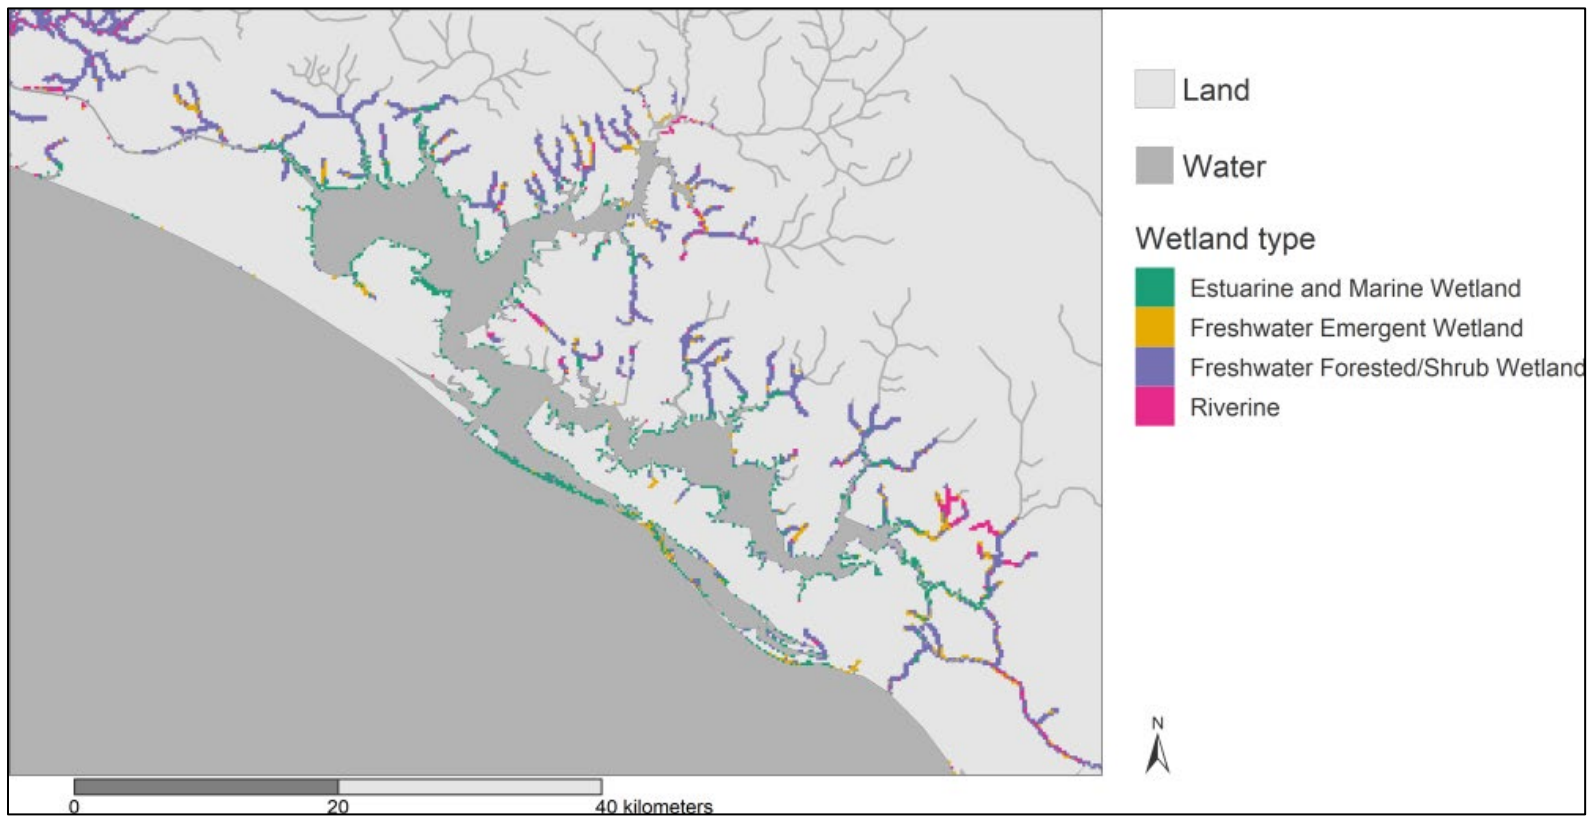 Land
Water
Wetland type
Estuarine and Marine Wetland
Freshwater Emergent Wetland
Freshwater Forested/Shrub Wetland
Riverine
N
0 20 40 kilometers